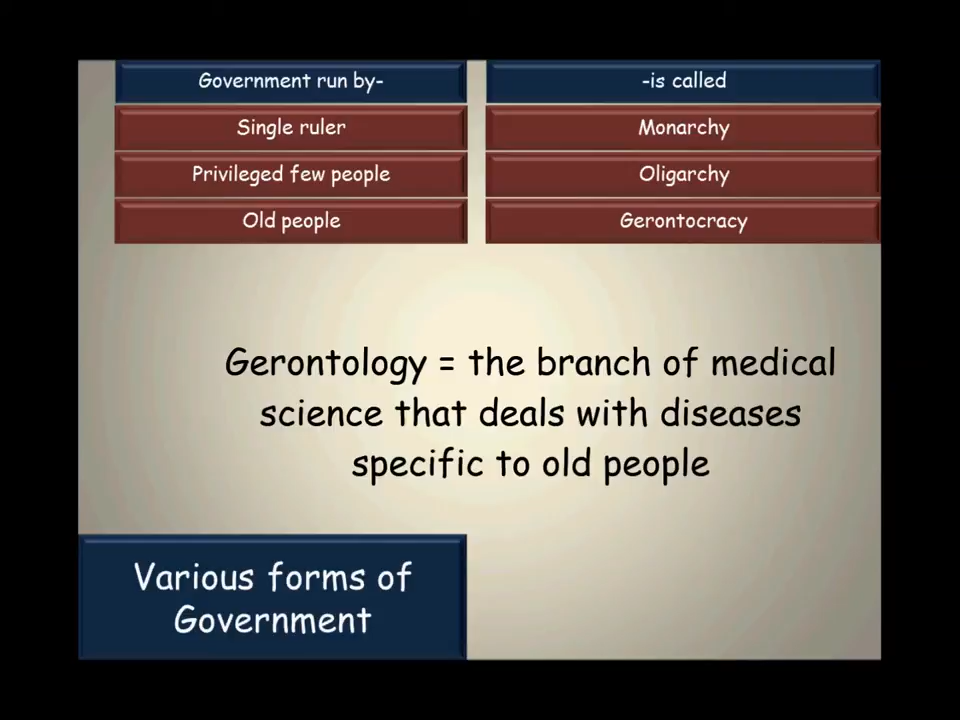 Government run by-
-is called
Single ruler
Monarchy
Privileged few people
Oligarchy
Old people
Gerontocracy
Gerontology = the branch of medical
science that deals with diseases
specific to old people
Various forms of
Government